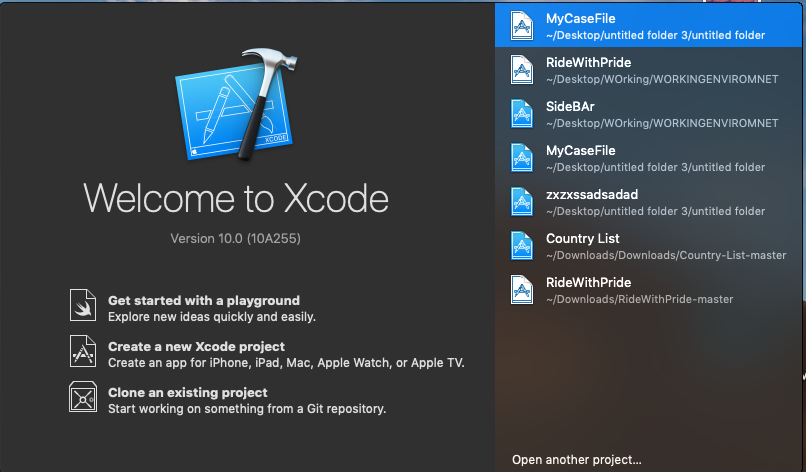 XCODE
Welcome to Xcode
Version 10.0 (10A255)
Get started with a playground
Explore new ideas quickly and easily.
Create a new Xcode project
Create an app for iPhone, iPad, Mac, Apple Watch, or Apple TV.
Clone an existing project
Start working on something from a Git repository.
MyCaseFile
~/Desktop/untitled folder 3/untitled folder
RideWithPride
~/Desktop/WOrking/WORKINGENVIROMNET
SideBAr
~/Desktop/WOrking/WORKINGENVIROMNET
MyCaseFile
~/Desktop/untitled folder 3/untitled folder
zxzxssadsadad
~/Desktop/untitled folder 3/untitled folder
Country List
~/Downloads/Downloads/Country-List-master
RideWithPride
~/Downloads/RideWithPride-master
Open another project...